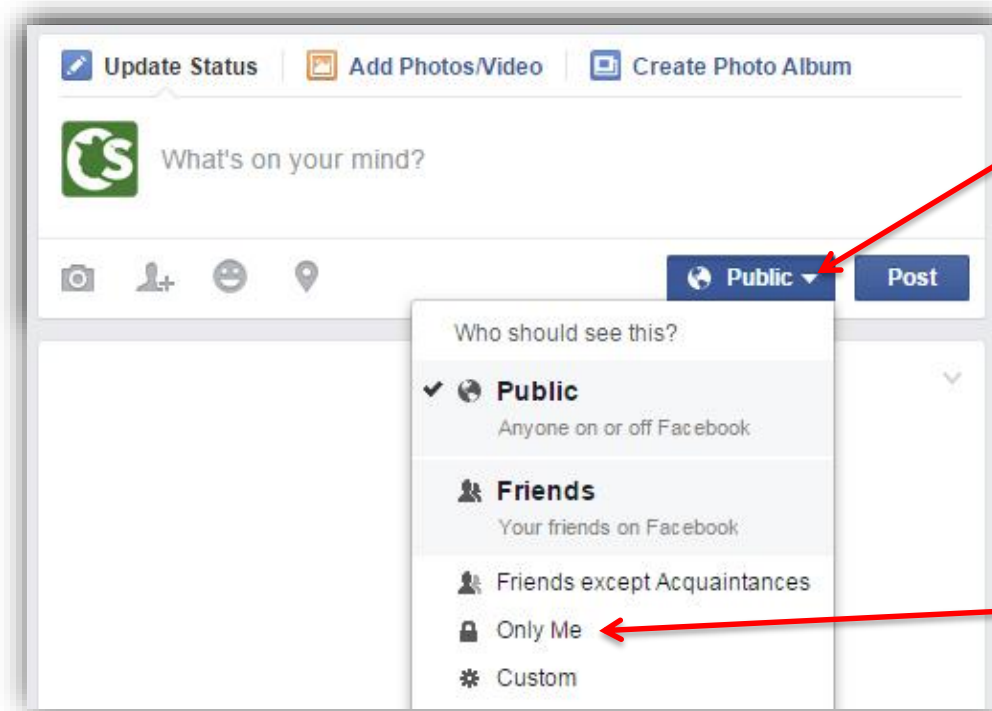 Update Status Add Photos/Video Create Photo Album
CS What's on your mind?
Public Post
Who should see this?
Public
Anyone on or off Facebook
Friends
Your friends on Facebook
Friends except Acquaintances
Only Me
Custom